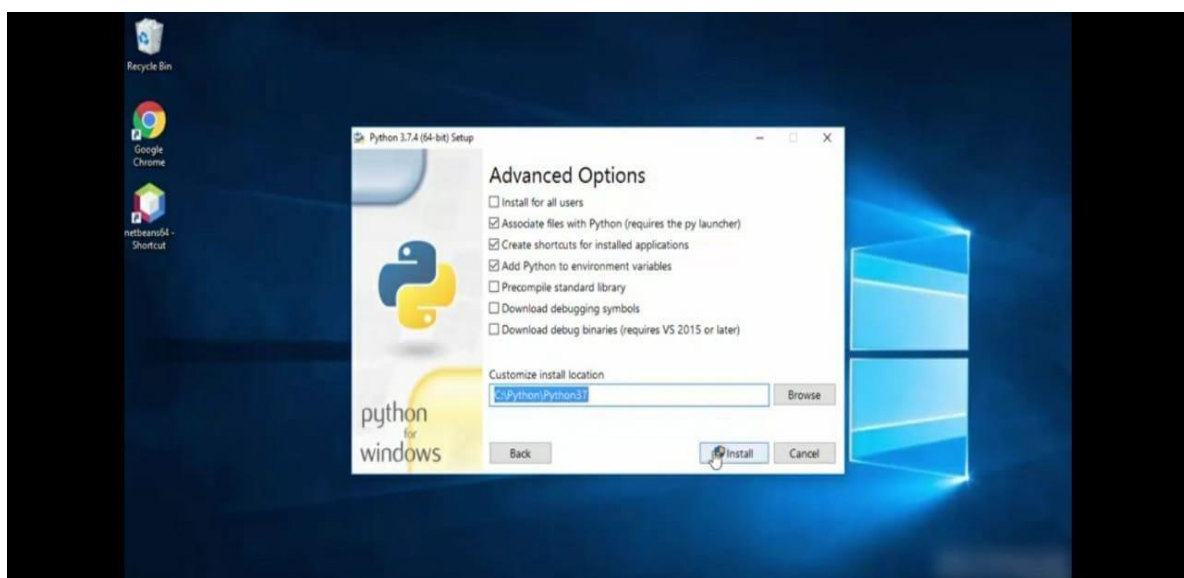 Recycle Bin
Google
Chrome
netbeans64 -
Shortcut
Python 3.7.4 (64-bit) Setup
Advanced Options
Install for all users
Associate files with Python (requires the py launcher)
Create shortcuts for installed applications
Add Python to environment variables
Precompile standard library
Download debugging symbols
Download debug binaries (requires VS 2015 or later)
Customize install location
C:\Python\Python37
Browse
python
for
windows
Back
Install
Cancel